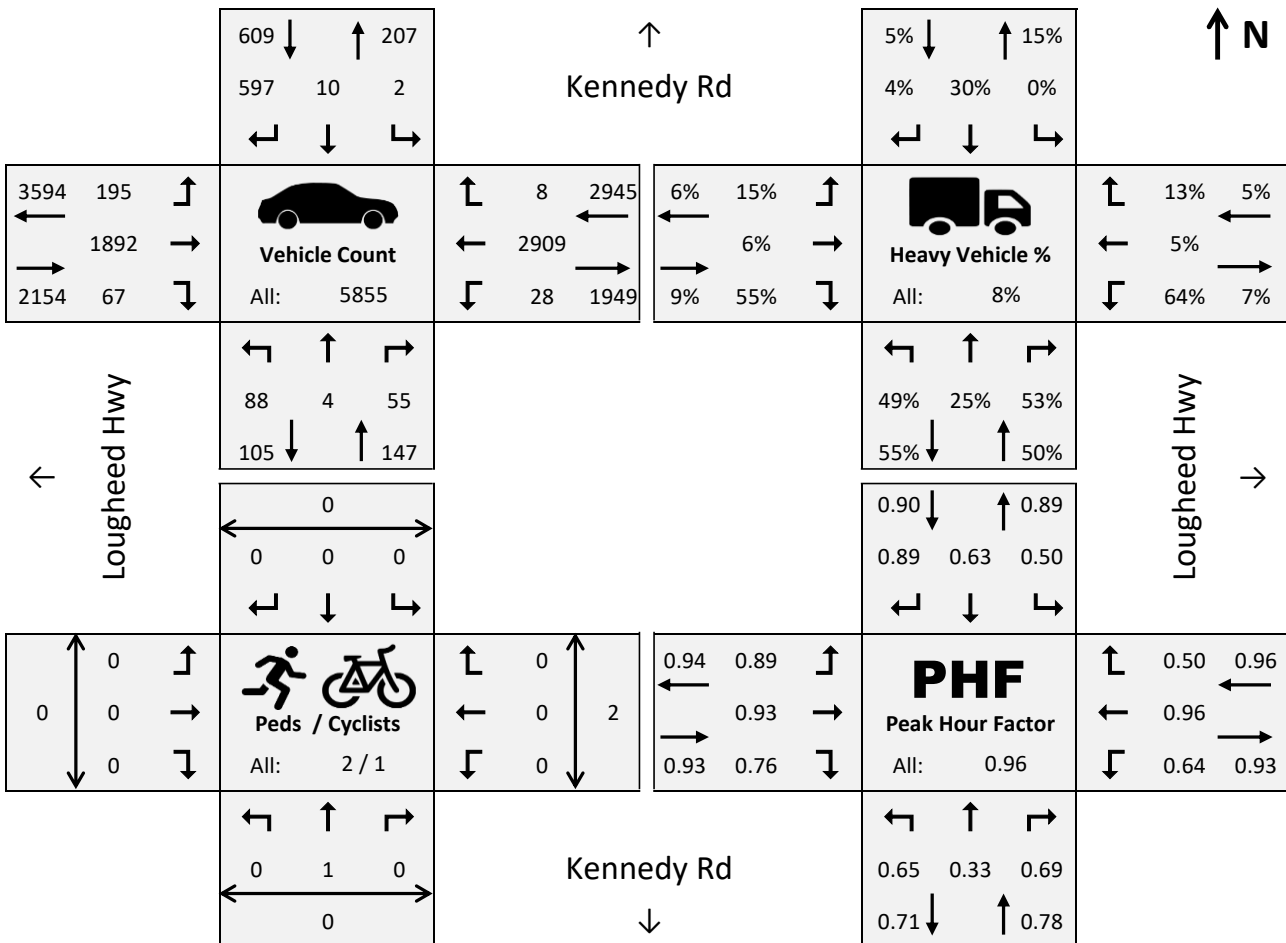 609 207 5% 15% N
Kennedy Rd
597 10 2 4% 30% 0%
3594 195 8 2945 6% 15% 13% 5%
1892 2909 6% 5%
Vehicle Count Heavy Vehicle %
2154 67 All: 5855 28 1949 9% 55% All: 8% 64% 7%
88 4 55 49% 25% 53%
105 147 55% 50%
Lougheed Hwy Lougheed Hwy
0 0.90 0.89
0 0 0 0.89 0.63 0.50
0 0 0.94 0.89 PHF 0.50 0.96
0 0 0 2 0.93 0.96
Peds / Cyclists Peak Hour Factor
0 All: 2 / 1 0 0.93 0.76 All: 0.96 0.64 0.93
0 1 0 Kennedy Rd 0.65 0.33 0.69
0 0.71 0.78